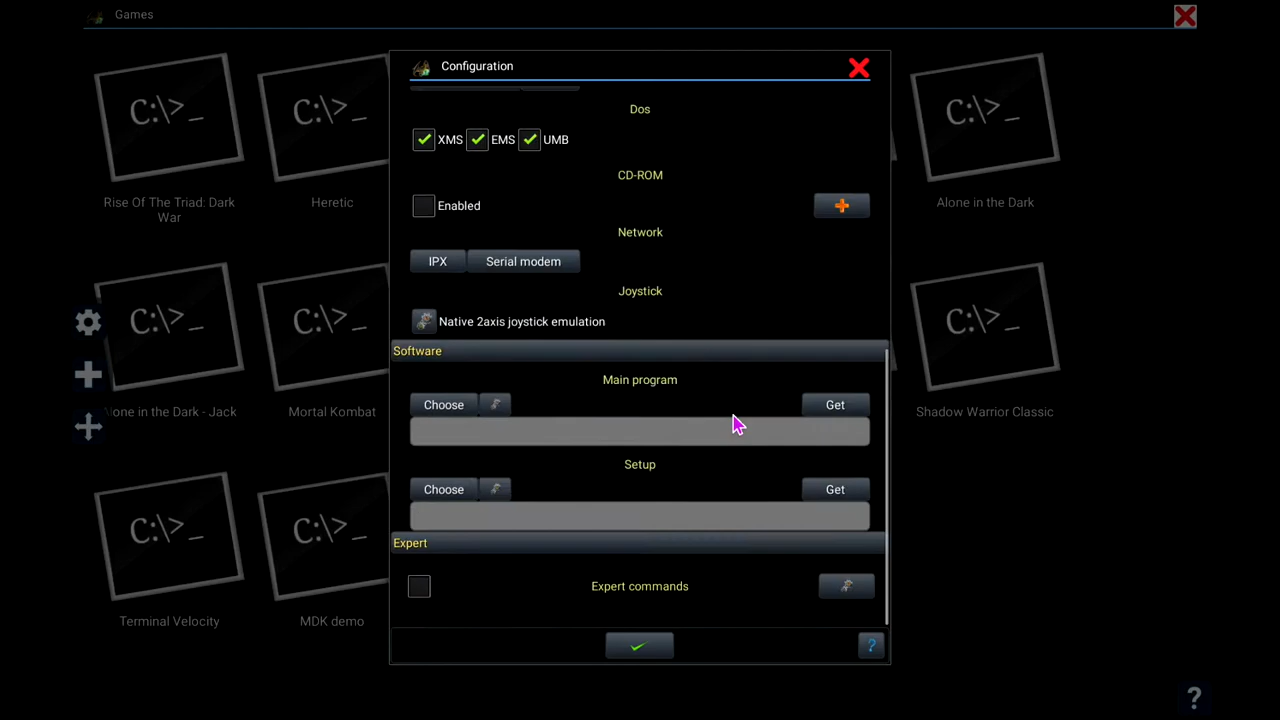 Games
Configuration
Dos
XMS EMS UMB
CD-ROM
Enabled
Network
IPX Serial modem
Joystick
Native 2axis joystick emulation
Software
Main program
Choose Get
Setup
Choose Get
Expert
Expert commands
?
C:\>_ C:\>_ C:\>_
Rise Of The Triad: Dark
War
Heretic
Alone in the Dark
C:\>_ C:\>_ C:\>_
one in the Dark - Jack
Mortal Kombat
Shadow Warrior Classic
C:\>_ C:\>_
Terminal Velocity
MDK demo
?